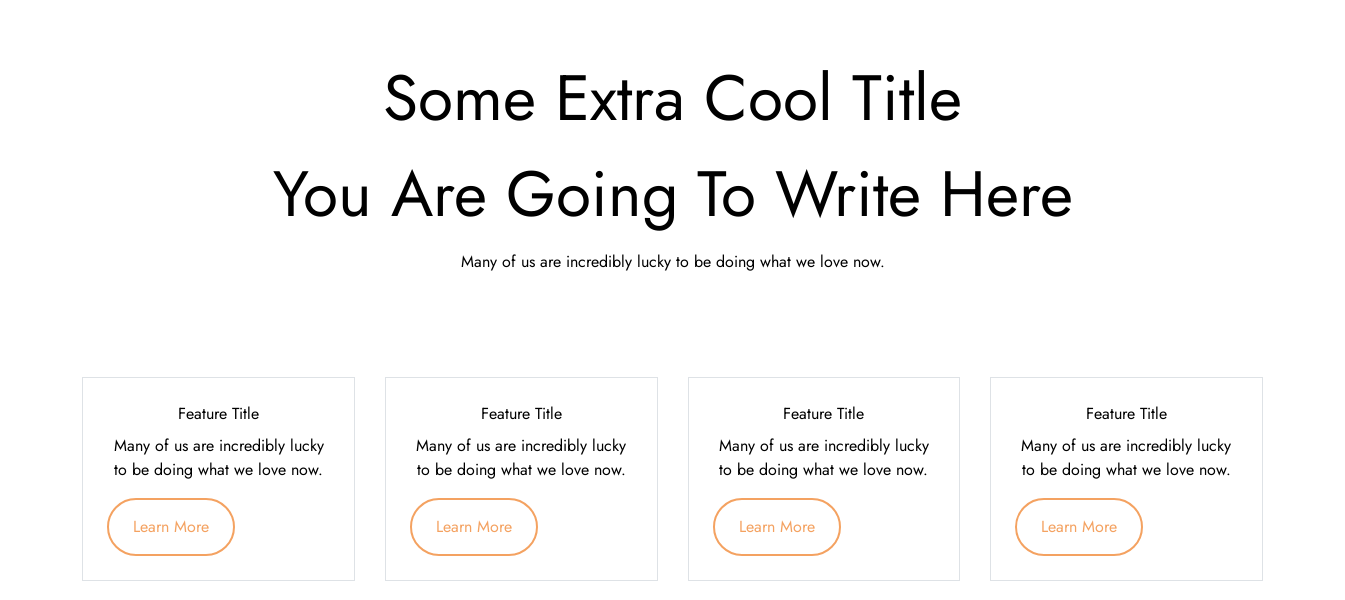 Some Extra Cool Title
You Are Going To Write Here
Many of us are incredibly lucky to be doing what we love now.
Feature Title
Many of us are incredibly lucky
to be doing what we love now.
Learn More
Feature Title
Many of us are incredibly lucky
to be doing what we love now.
Learn More
Feature Title
Many of us are incredibly lucky
to be doing what we love now.
Learn More
Feature Title
Many of us are incredibly lucky
to be doing what we love now.
Learn More